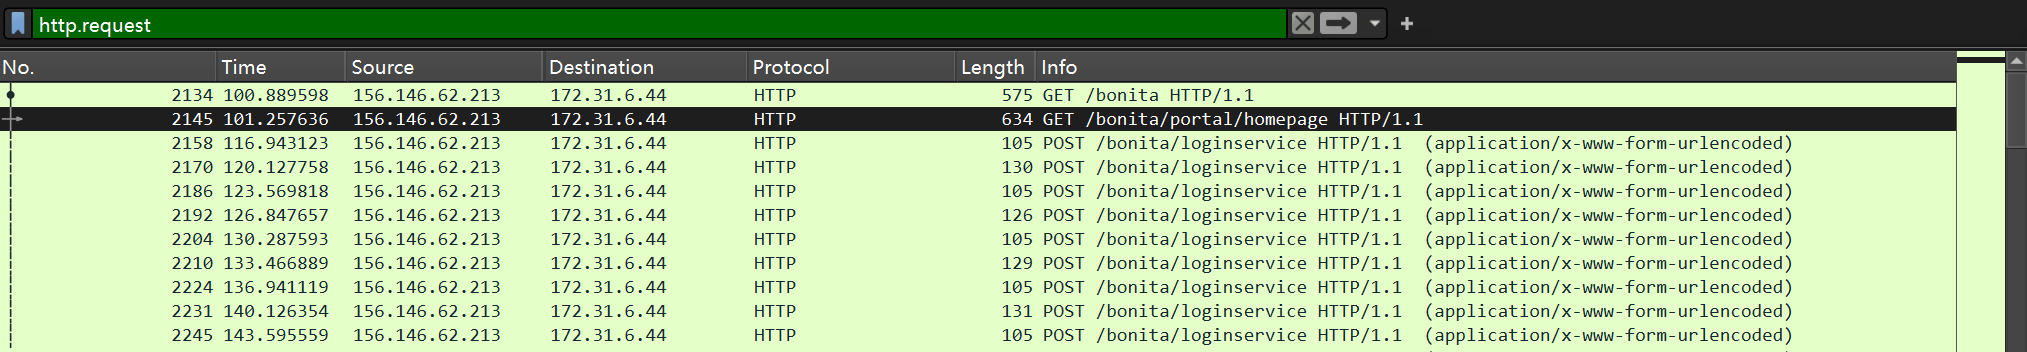 http.request
No. Time Source Destination Protocol Length Info
2134 100.889598 156.146.62.213 172.31.6.44 HTTP 575 GET /bonita HTTP/1.1
2145 101.257636 156.146.62.213 172.31.6.44 HTTP 634 GET /bonita/portal/homepage HTTP/1.1
2158 116.943123 156.146.62.213 172.31.6.44 HTTP 105 POST /bonita/loginservice HTTP/1.1 (application/x-www-form-urlencoded)
2170 120.127758 156.146.62.213 172.31.6.44 HTTP 130 POST /bonita/loginservice HTTP/1.1 (application/x-www-form-urlencoded)
2186 123.569818 156.146.62.213 172.31.6.44 HTTP 105 POST /bonita/loginservice HTTP/1.1 (application/x-www-form-urlencoded)
2192 126.847657 156.146.62.213 172.31.6.44 HTTP 126 POST /bonita/loginservice HTTP/1.1 (application/x-www-form-urlencoded)
2204 130.287593 156.146.62.213 172.31.6.44 HTTP 105 POST /bonita/loginservice HTTP/1.1 (application/x-www-form-urlencoded)
2210 133.466889 156.146.62.213 172.31.6.44 HTTP 129 POST /bonita/loginservice HTTP/1.1 (application/x-www-form-urlencoded)
2224 136.941119 156.146.62.213 172.31.6.44 HTTP 105 POST /bonita/loginservice HTTP/1.1 (application/x-www-form-urlencoded)
2231 140.126354 156.146.62.213 172.31.6.44 HTTP 131 POST /bonita/loginservice HTTP/1.1 (application/x-www-form-urlencoded)
2245 143.595559 156.146.62.213 172.31.6.44 HTTP 105 POST /bonita/loginservice HTTP/1.1 (application/x-www-form-urlencoded)